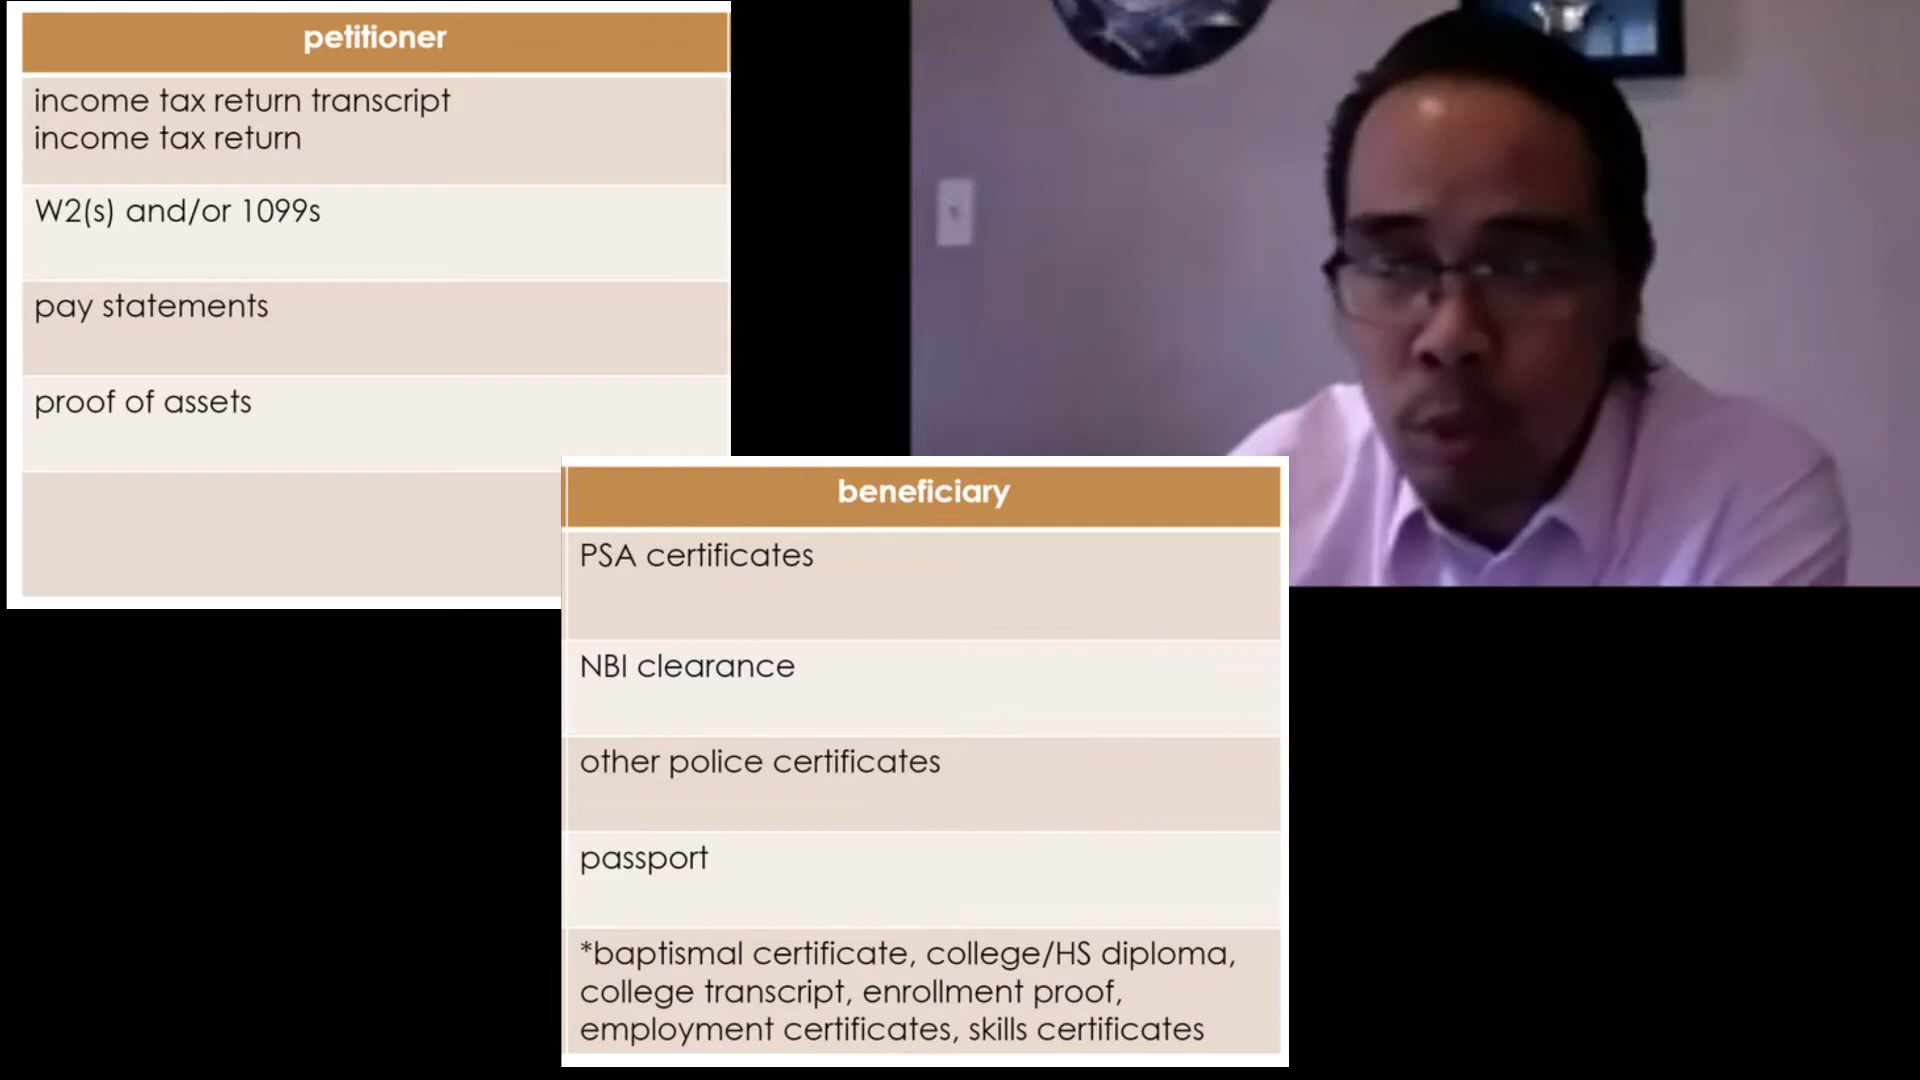 petitioner
income tax return transcript
income tax return
W2(s) and/or 1099s
pay statements
proof of assets
beneficiary
PSA certificates
NBI clearance
other police certificates
passport
*baptismal certificate, college/HS diploma,
college transcript, enrollment proof,
employment certificates, skills certificates